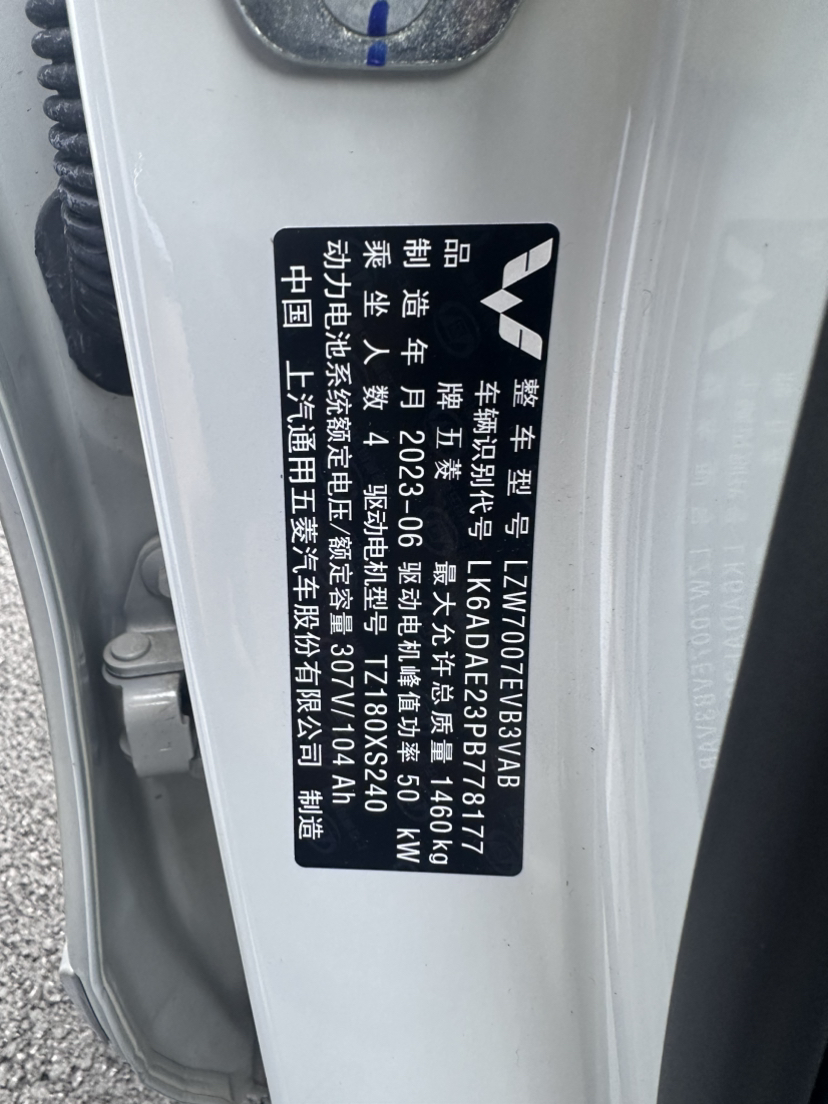 整车型号 LZW7007EVB3VAB
车辆识别代号 LK6ADAE23PB778177
品牌 五菱 最大允许总质量 1460kg
制造年月 2023-06 驱动电机峰值功率 50 kW
乘坐人数 4 驱动电机型号 TZ180XS240
动力电池系统额定电压/额定容量 307V/104Ah
中国 上汽通用五菱汽车股份有限公司 制造